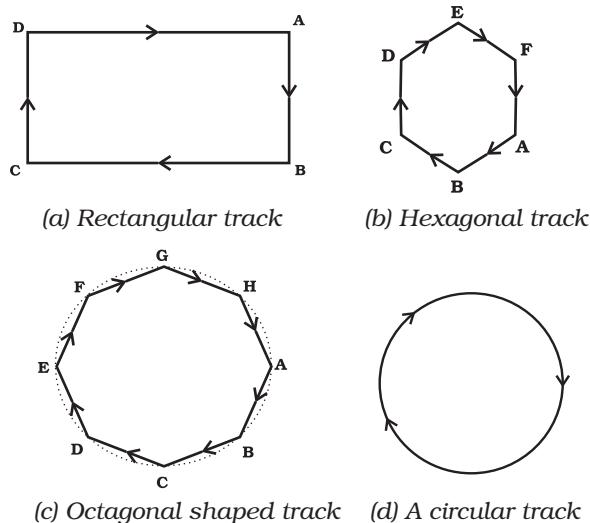 D A
C B
(a) Rectangular track
E
D F
C A
B
(b) Hexagonal track
G
F H
E A
D B
C
(c) Octagonal shaped track
(d) A circular track